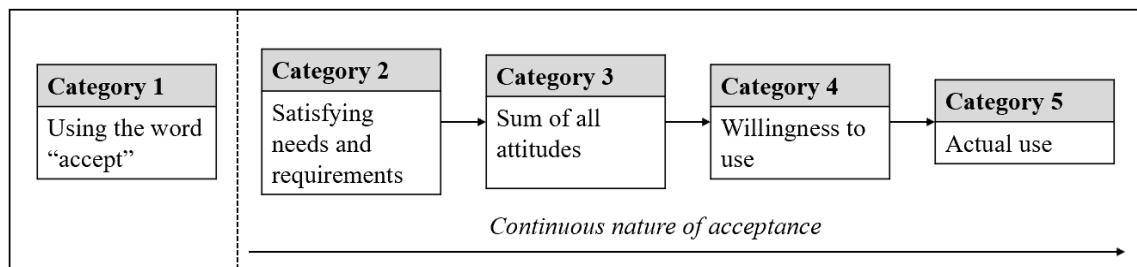 Category 1
Using the word
“accept”
Category 2
Satisfying
needs and
requirements
Category 3
Sum of all
attitudes
Category 4
Willingness to
use
Category 5
Actual use
Continuous nature of acceptance